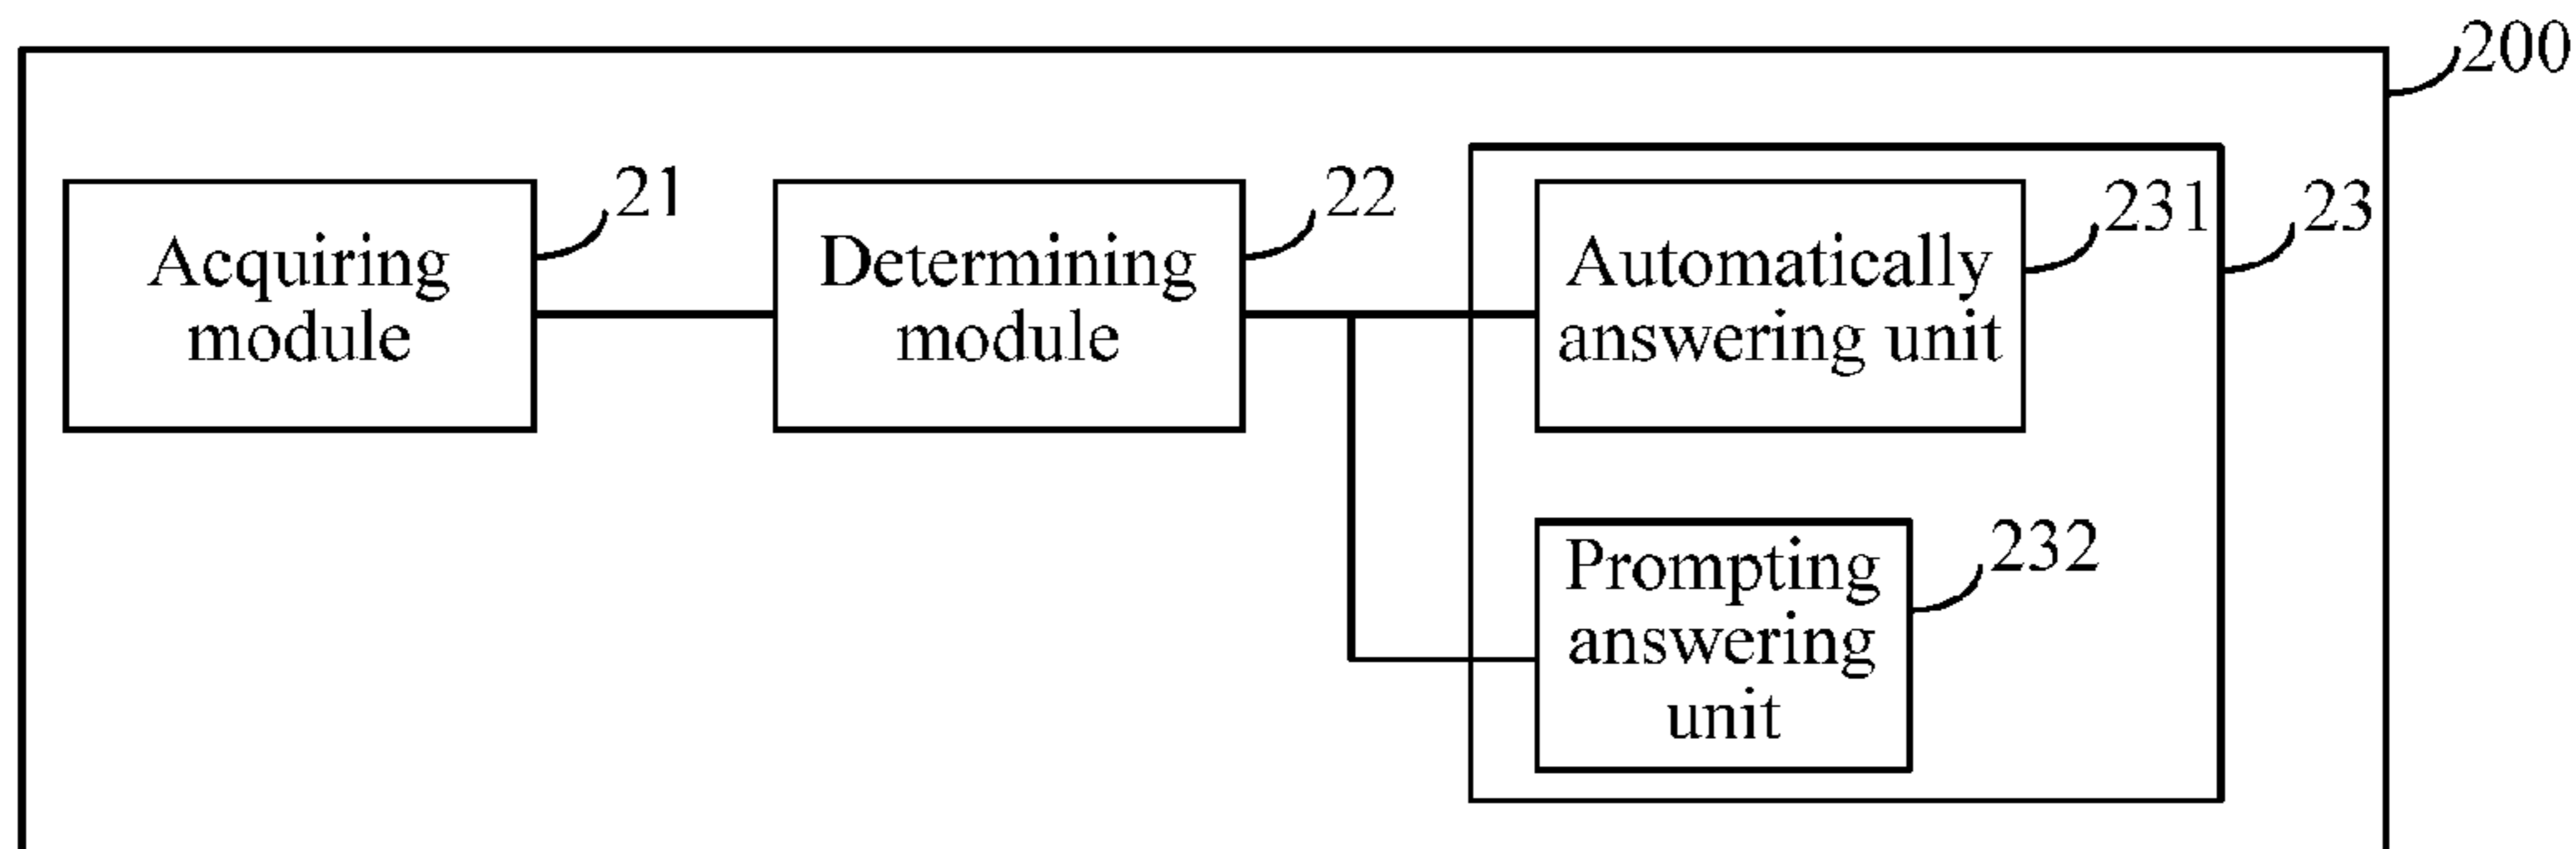 200
21
22
231
23
Acquiring
module
Determining
module
Automatically
answering unit
232
Prompting
answering
unit